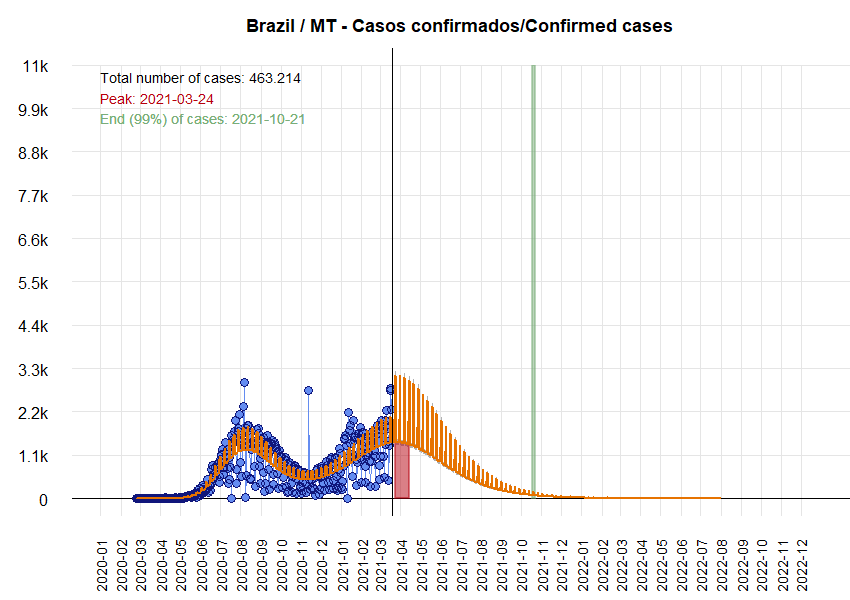 Brazil / MT - Casos confirmados/Confirmed cases
Total number of cases: 463.214
Peak: 2021-03-24
End (99%) of cases: 2021-10-21
11k
9.9k
8.8k
7.7k
6.6k
5.5k
4.4k
3.3k
2.2k
1.1k
0
2020-01
2020-02
2020-03
2020-04
2020-05
2020-06
2020-07
2020-08
2020-09
2020-10
2020-11
2020-12
2021-01
2021-02
2021-03
2021-04
2021-05
2021-06
2021-07
2021-08
2021-09
2021-10
2021-11
2021-12
2022-01
2022-02
2022-03
2022-04
2022-05
2022-06
2022-07
2022-08
2022-09
2022-10
2022-11
2022-12